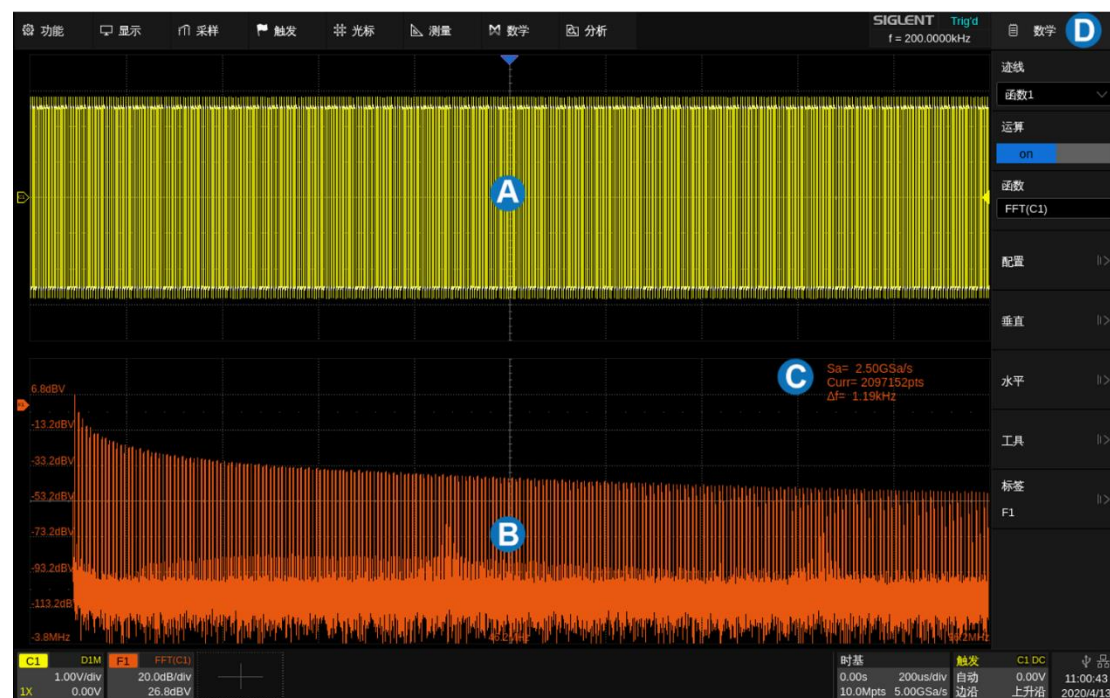 功能 显示 采样 触发 光标 测量 数学 分析
SIGLENT Trig'd
f = 200.0000kHz
数学 D
迹线
函数1
运算
on
函数
FFT(C1)
配置
垂直
水平
工具
标签
F1
A
C
Sa= 2.50GSa/s
Curr= 2097152pts
Δf= 1.19kHz
6.8dBV
-13.2dBV
-33.2dBV
-53.2dBV
-73.2dBV
-93.2dBV
-113.2dB
B
-3.8MHz 46.2MHz 96.2MHz
C1 D1M
1.00V/div
1X 0.00V
F1 FFT(C1)
20.0dB/div
26.8dBV
时基
0.00s 200us/div
10.0Mpts 5.00GSa/s
触发 C1 DC
自动 0.00V
边沿 上升沿
11:00:43